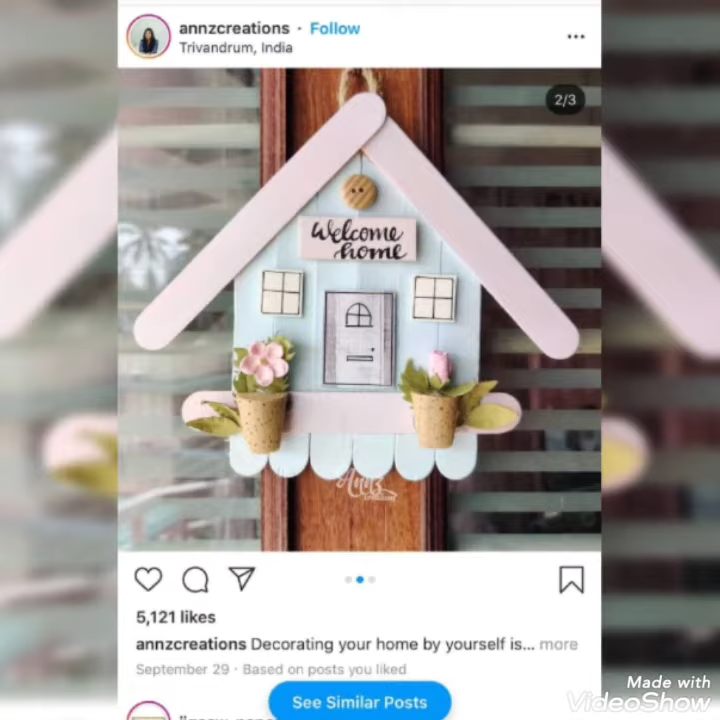 annzcreations · Follow
Trivandrum, India
2/3
Welcome
home
Annz
5,121 likes
annzcreations Decorating your home by yourself is... more
September 29 · Based on posts you liked
See Similar Posts
Made with
VideoShow